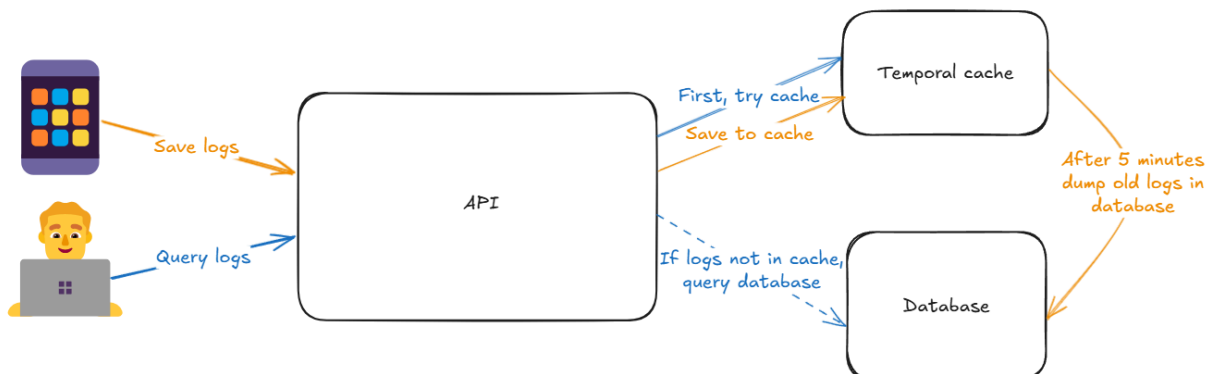 Temporal cache
First, try cache
Save to cache
Save logs
After 5 minutes
dump old logs in
database
API
Query logs
If logs not in cache,
query database
Database